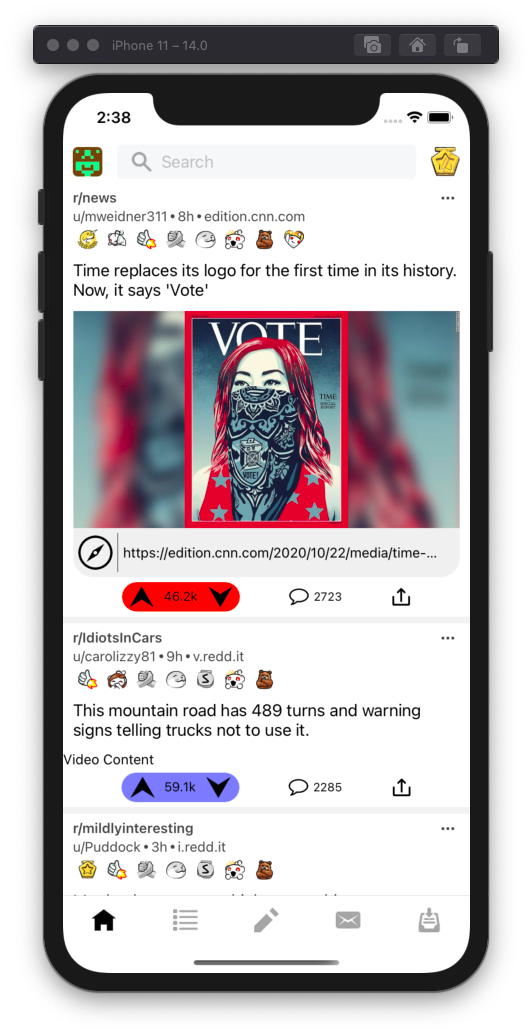 iPhone 11 – 14.0
2:38
Search
r/news
u/mweidner311 • 8h • edition.cnn.com
Time replaces its logo for the first time in its history.
Now, it says 'Vote'
VOTE
TIME
SPECIAL
REPORT
VOTE!
https://edition.cnn.com/2020/10/22/media/time-...
46.2k
2723
r/IdiotsInCars
u/carolizzy81 • 9h • v.redd.it
This mountain road has 489 turns and warning
signs telling trucks not to use it.
Video Content
59.1k
2285
r/mildlyinteresting
u/Puddock • 3h • i.redd.it